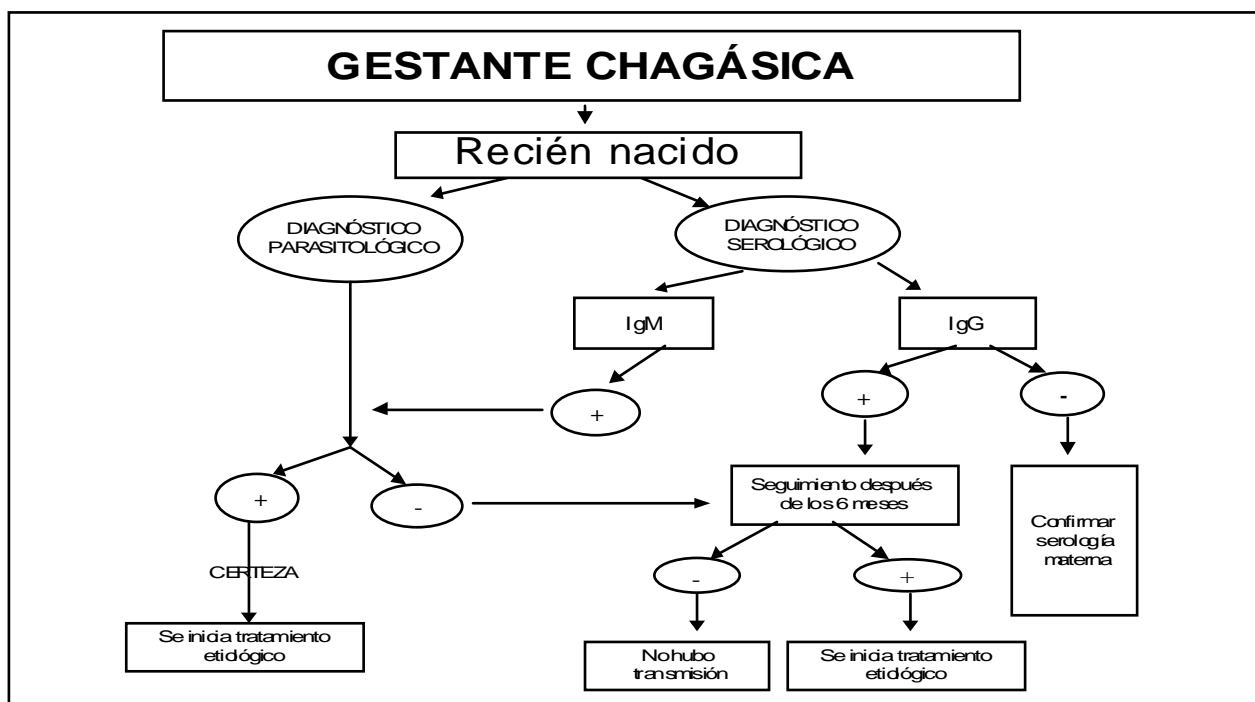 GESTANTE CHAGÁSICA
Recién nacido
DIAGNÓSTICO
PARASITOLÓGICO
DIAGNÓSTICO
SEROLÓGICO
IgM
IgG
+
+
-
+
-
Seguimiento después
de los 6 meses
Confirmar
serología
materna
CERTEZA
-
+
Se inicia tratamiento
etiológico
No hubo
transmisión
Se inicia tratamiento
etiológico